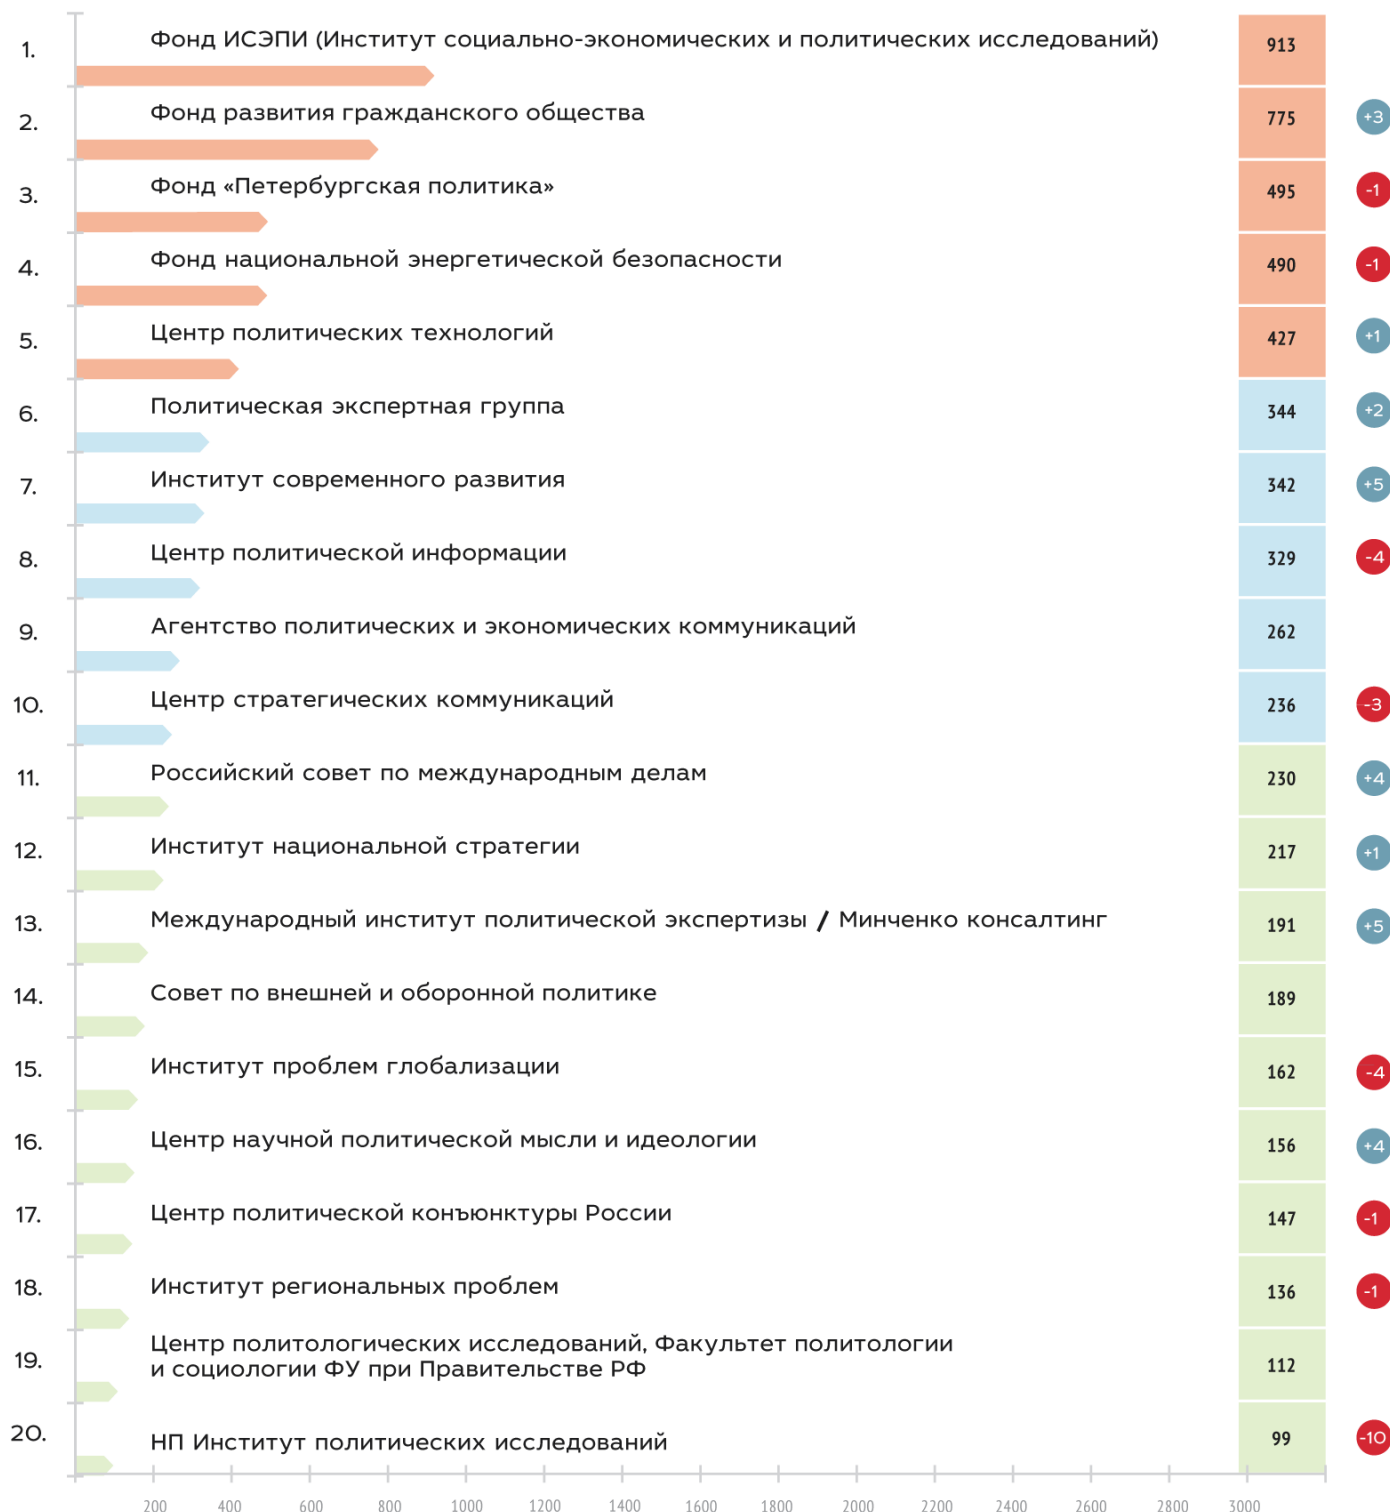 1. Фонд ИСЭПИ (Институт социально-экономических и политических исследований) 913
2. Фонд развития гражданского общества 775 +3
3. Фонд «Петербургская политика» 495 -1
4. Фонд национальной энергетической безопасности 490 -1
5. Центр политических технологий 427 +1
6. Политическая экспертная группа 344 +2
7. Институт современного развития 342 +5
8. Центр политической информации 329 -4
9. Агентство политических и экономических коммуникаций 262
10. Центр стратегических коммуникаций 236 -3
11. Российский совет по международным делам 230 +4
12. Институт национальной стратегии 217 +1
13. Международный институт политической экспертизы / Минченко консалтинг 191 +5
14. Совет по внешней и оборонной политике 189
15. Институт проблем глобализации 162 -4
16. Центр научной политической мысли и идеологии 156 +4
17. Центр политической конъюнктуры России 147 -1
18. Институт региональных проблем 136 -1
19. Центр политологических исследований, Факультет политологии
и социологии ФУ при Правительстве РФ 112
20. НП Институт политических исследований 99 -10
200 400 600 800 1000 1200 1400 1600 1800 2000 2200 2400 2600 2800 3000